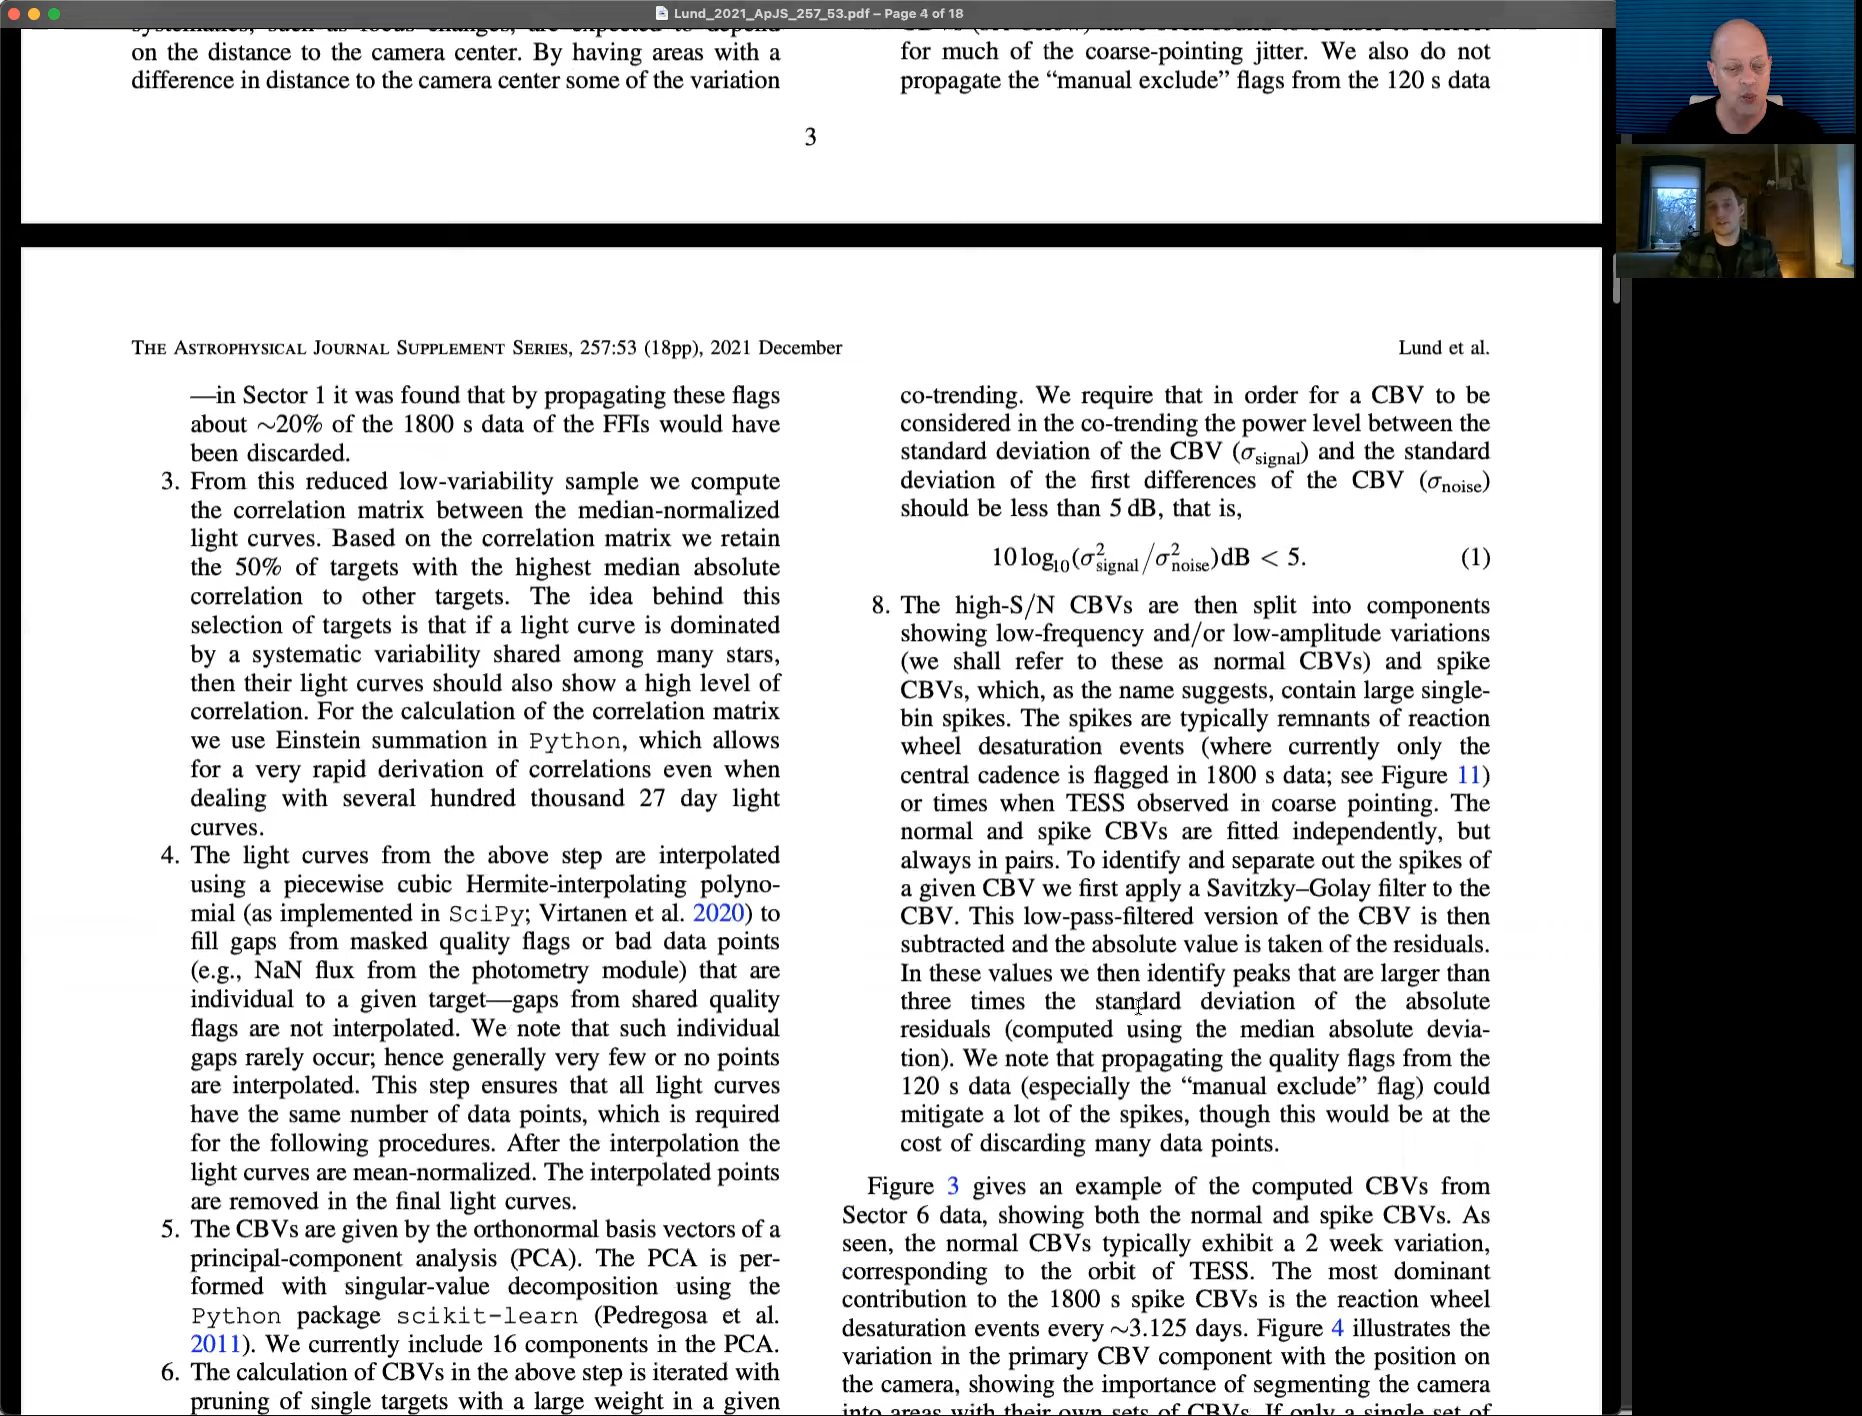 Lund_2021_ApJS_257_53.pdf – Page 4 of 18
systematics, such as focus changes, are expected to depend
on the distance to the camera center. By having areas with a
difference in distance to the camera center some of the variation
for much of the coarse-pointing jitter. We also do not
propagate the “manual exclude” flags from the 120 s data
3
THE ASTROPHYSICAL JOURNAL SUPPLEMENT SERIES, 257:53 (18pp), 2021 December
Lund et al.
—in Sector 1 it was found that by propagating these flags
about ~20% of the 1800 s data of the FFIs would have
been discarded.
3. From this reduced low-variability sample we compute
the correlation matrix between the median-normalized
light curves. Based on the correlation matrix we retain
the 50% of targets with the highest median absolute
correlation to other targets. The idea behind this
selection of targets is that if a light curve is dominated
by a systematic variability shared among many stars,
then their light curves should also show a high level of
correlation. For the calculation of the correlation matrix
we use Einstein summation in Python, which allows
for a very rapid derivation of correlations even when
dealing with several hundred thousand 27 day light
curves.
4. The light curves from the above step are interpolated
using a piecewise cubic Hermite-interpolating polyno-
mial (as implemented in SciPy; Virtanen et al. 2020) to
fill gaps from masked quality flags or bad data points
(e.g., NaN flux from the photometry module) that are
individual to a given target—gaps from shared quality
flags are not interpolated. We note that such individual
gaps rarely occur; hence generally very few or no points
are interpolated. This step ensures that all light curves
have the same number of data points, which is required
for the following procedures. After the interpolation the
light curves are mean-normalized. The interpolated points
are removed in the final light curves.
5. The CBVs are given by the orthonormal basis vectors of a
principal-component analysis (PCA). The PCA is per-
formed with singular-value decomposition using the
Python package scikit-learn (Pedregosa et al.
2011). We currently include 16 components in the PCA.
6. The calculation of CBVs in the above step is iterated with
pruning of single targets with a large weight in a given
co-trending. We require that in order for a CBV to be
considered in the co-trending the power level between the
standard deviation of the CBV (σsignal) and the standard
deviation of the first differences of the CBV (σnoise)
should be less than 5 dB, that is,
10 log10(σ²signal/σ²noise)dB < 5. (1)
8. The high-S/N CBVs are then split into components
showing low-frequency and/or low-amplitude variations
(we shall refer to these as normal CBVs) and spike
CBVs, which, as the name suggests, contain large single-
bin spikes. The spikes are typically remnants of reaction
wheel desaturation events (where currently only the
central cadence is flagged in 1800 s data; see Figure 11)
or times when TESS observed in coarse pointing. The
normal and spike CBVs are fitted independently, but
always in pairs. To identify and separate out the spikes of
a given CBV we first apply a Savitzky–Golay filter to the
CBV. This low-pass-filtered version of the CBV is then
subtracted and the absolute value is taken of the residuals.
In these values we then identify peaks that are larger than
three times the standard deviation of the absolute
residuals (computed using the median absolute devia-
tion). We note that propagating the quality flags from the
120 s data (especially the “manual exclude” flag) could
mitigate a lot of the spikes, though this would be at the
cost of discarding many data points.
Figure 3 gives an example of the computed CBVs from
Sector 6 data, showing both the normal and spike CBVs. As
seen, the normal CBVs typically exhibit a 2 week variation,
corresponding to the orbit of TESS. The most dominant
contribution to the 1800 s spike CBVs is the reaction wheel
desaturation events every ~3.125 days. Figure 4 illustrates the
variation in the primary CBV component with the position on
the camera, showing the importance of segmenting the camera
into areas with their own sets of CBVs. If only a single set of